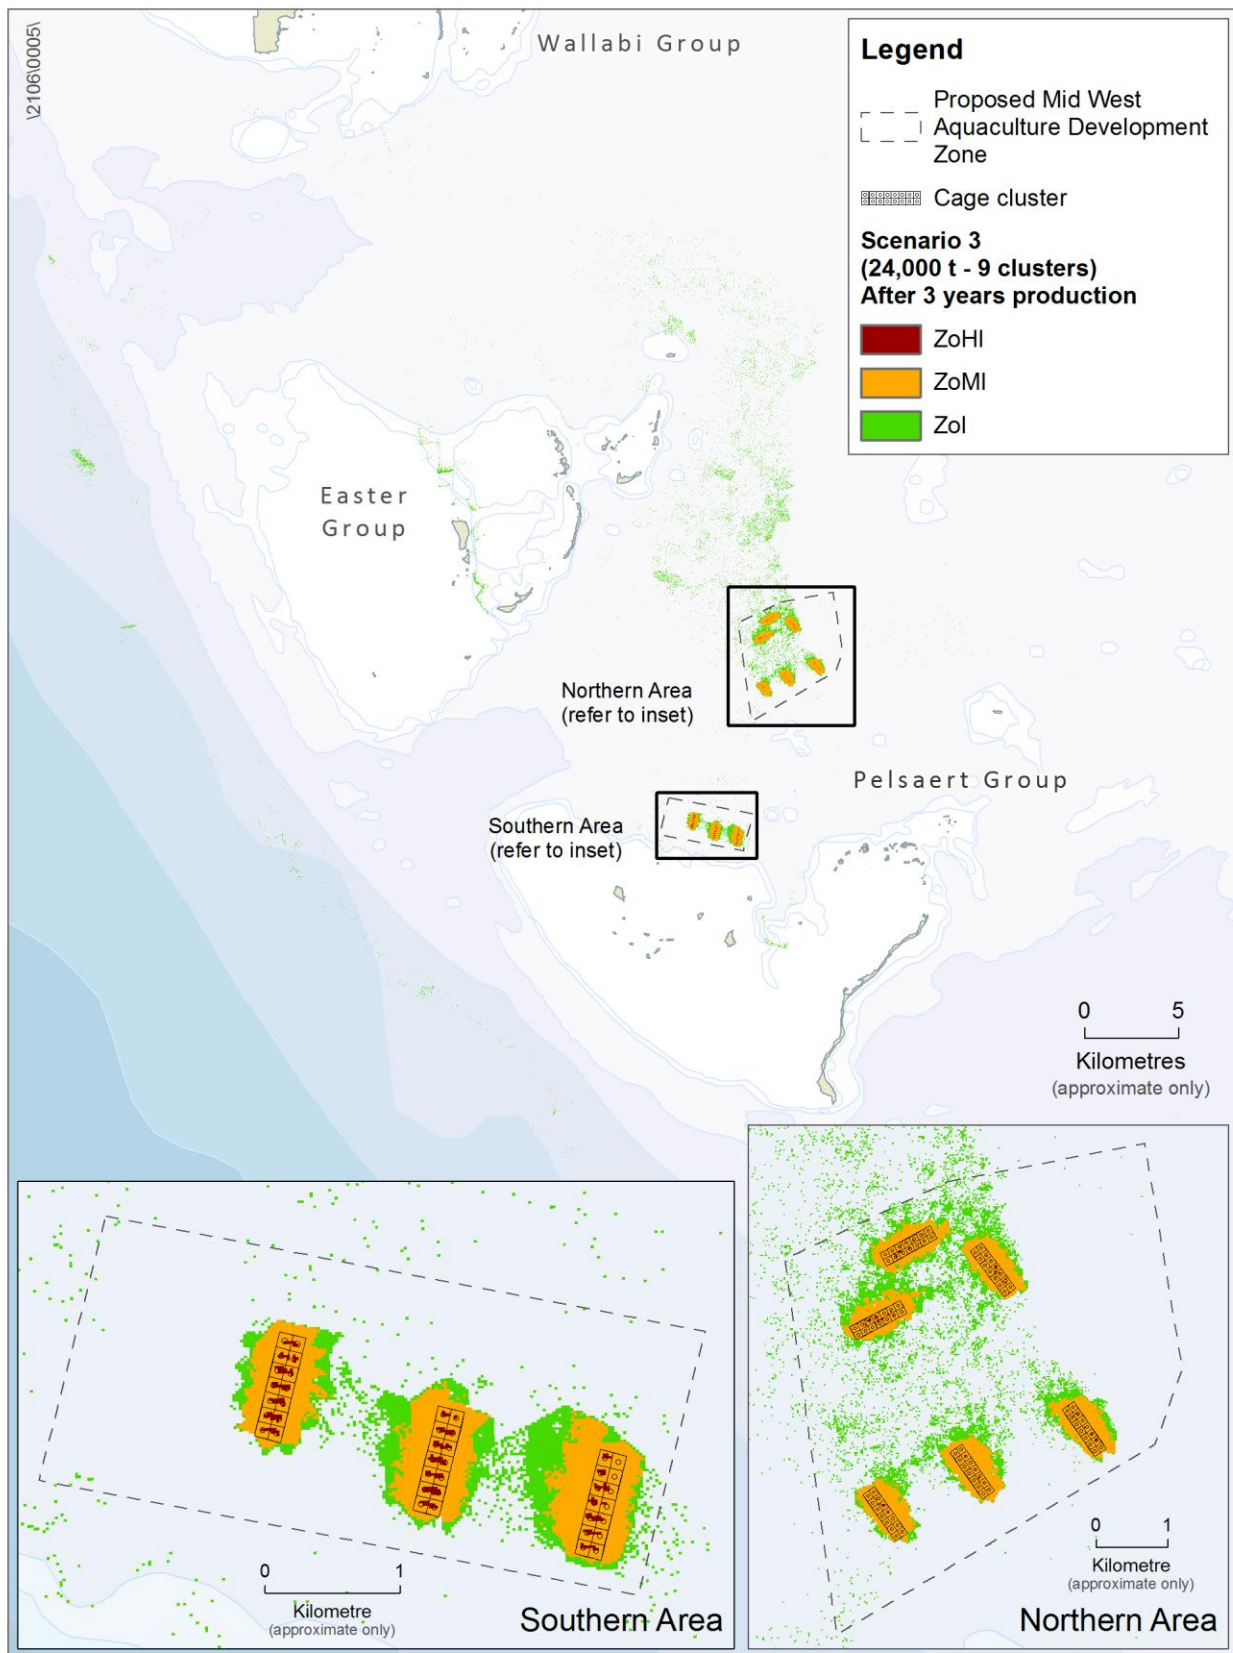 \2106\0005\
Wallabi Group
Legend
Proposed Mid West
Aquaculture Development
Zone
Cage cluster
Scenario 3
(24,000 t - 9 clusters)
After 3 years production
ZoHI
ZoMI
ZoI
Easter
Group
Northern Area
(refer to inset)
Pelsaert Group
Southern Area
(refer to inset)
0 5
Kilometres
(approximate only)
0 1
Kilometre
(approximate only)
Southern Area
0 1
Kilometre
(approximate only)
Northern Area